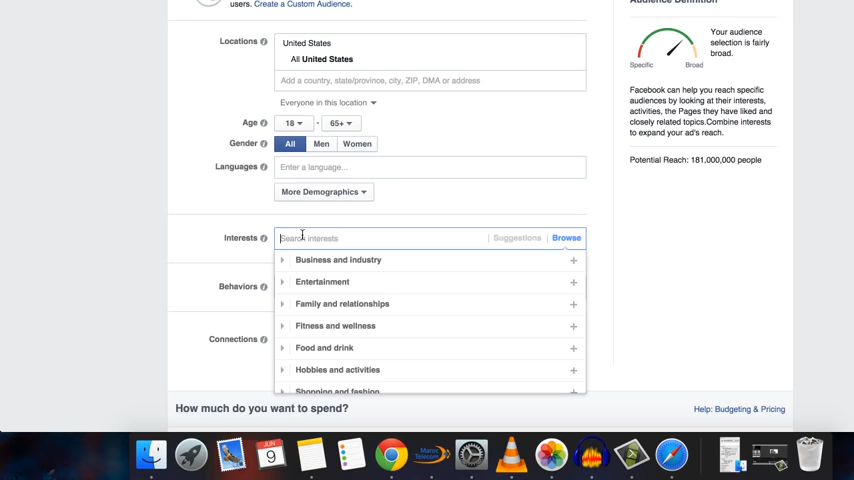 users. Create a Custom Audience.
Audience Definition
Locations
United States
All United States
Add a country, state/province, city, ZIP, DMA or address
Everyone in this location
Age 18 - 65+
Gender All Men Women
Languages Enter a language...
More Demographics
Interests Search interests Suggestions Browse
Business and industry
Entertainment
Family and relationships
Fitness and wellness
Food and drink
Hobbies and activities
Shopping and fashion
Behaviors
Connections
Your audience
selection is fairly
broad.
Specific Broad
Facebook can help you reach specific
audiences by looking at their interests,
activities, the Pages they have liked and
closely related topics.Combine interests
to expand your ad's reach.
Potential Reach: 181,000,000 people
How much do you want to spend? Help: Budgeting & Pricing
JUN
9
Maroc
Telecom